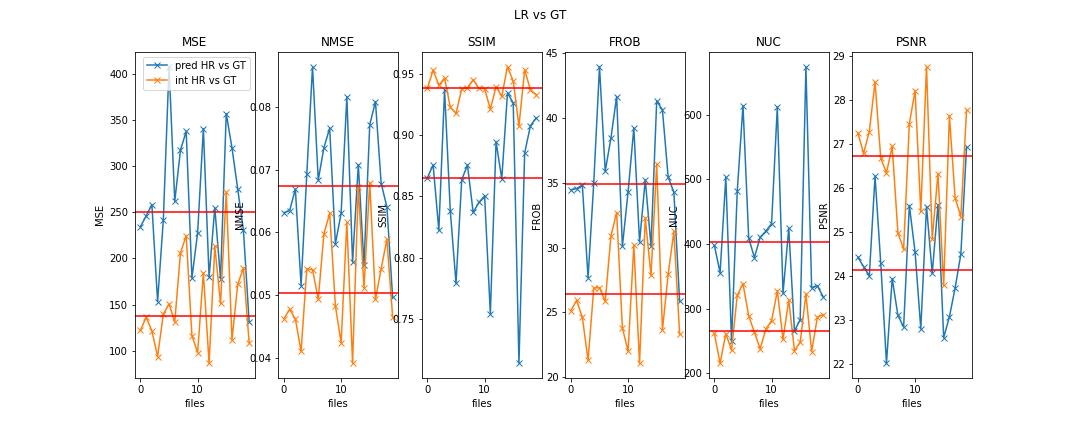 LR vs GT
MSE
NMSE
SSIM
FROB
NUC
PSNR
pred HR vs GT
int HR vs GT
MSE
400
350
300
250
200
150
100
0
10
files
NMSE
0.08
0.07
0.06
0.05
0.04
0
10
files
SSIM
0.95
0.90
0.85
0.80
0.75
0
10
files
FROB
45
40
35
30
25
20
0
10
files
NUC
600
500
400
300
200
0
10
files
PSNR
29
28
27
26
25
24
23
22
0
10
files